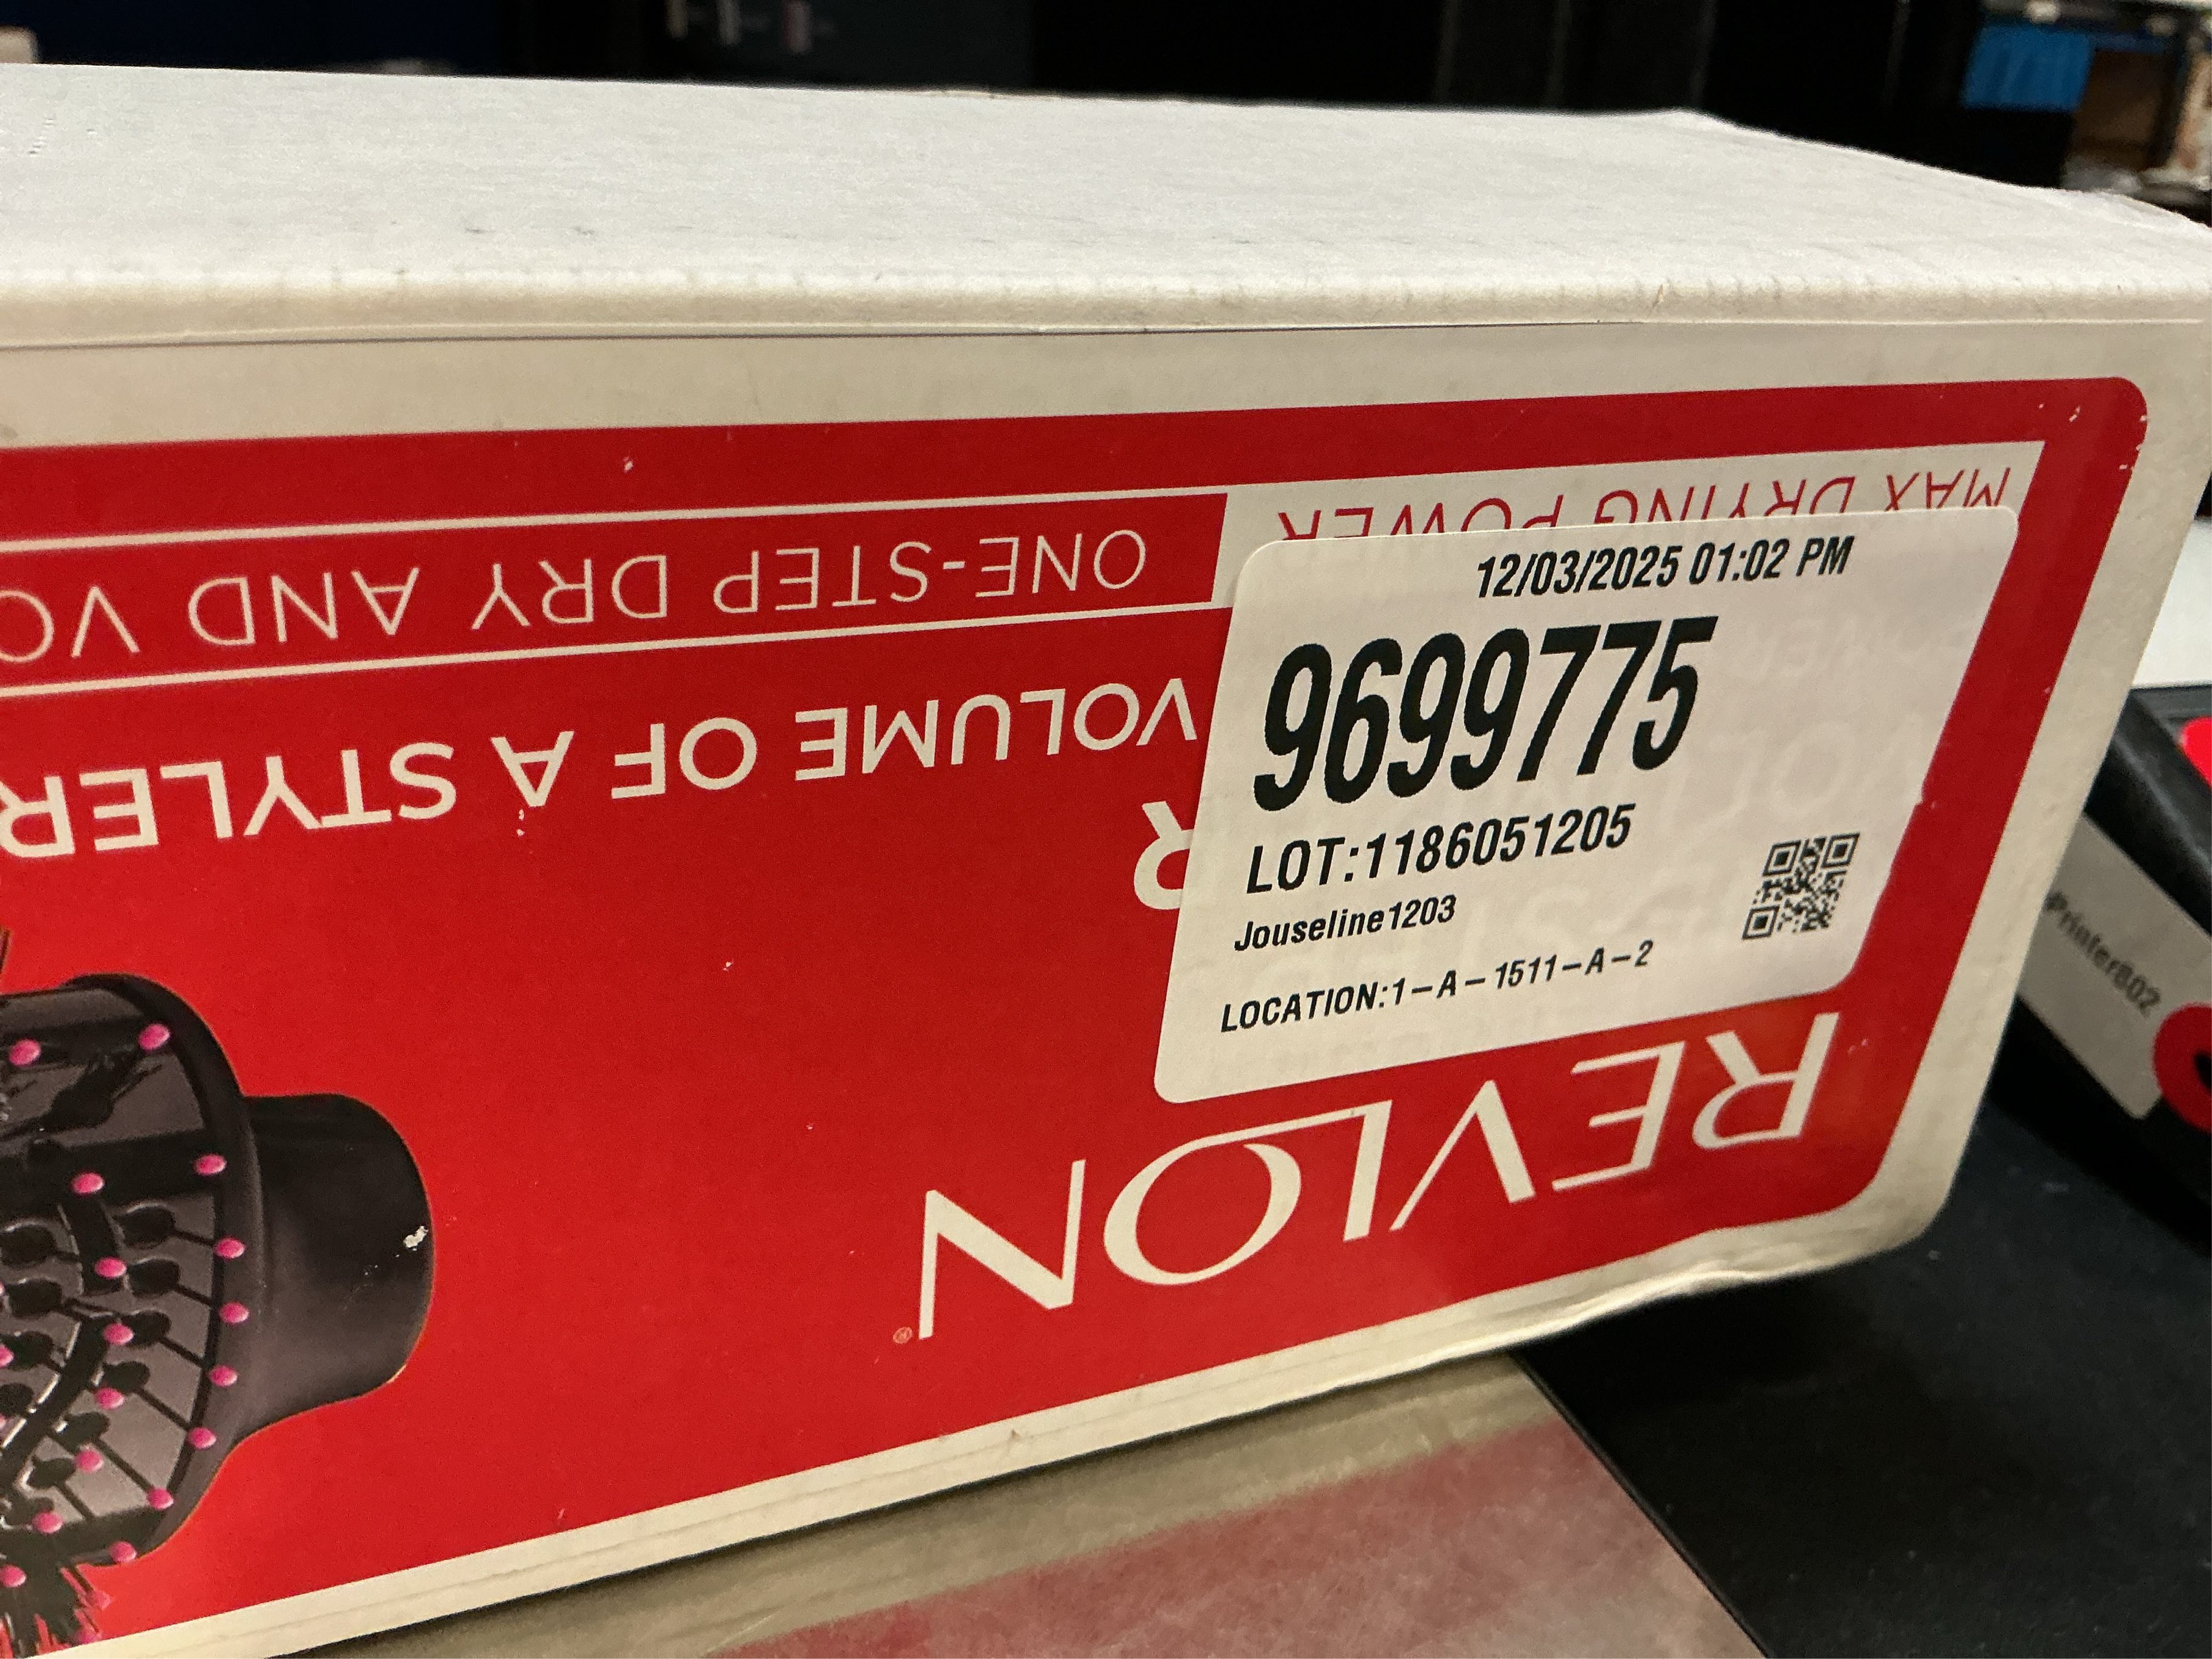 12/03/2025 01:02 PM
9699775
LOT:1186051205
Jouseline1203
LOCATION:1-A-1511-A-2
REVLON®
R
VOLUME OF A STYLER
ONE-STEP DRY AND VO
MAX DRYING POWER
Printer802